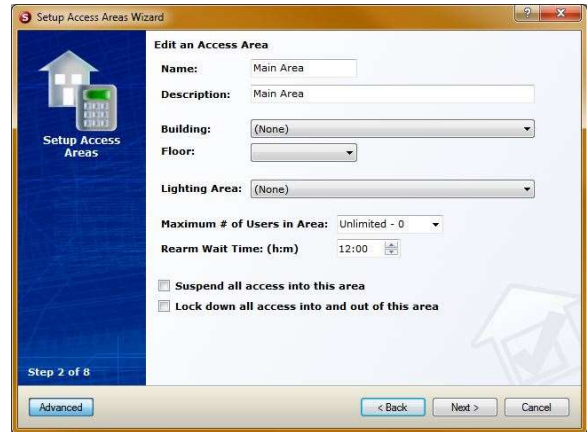 Setup Access Areas Wizard
Edit an Access Area
Name: Main Area
Description: Main Area
Setup Access
Areas
Building: (None)
Floor:
Lighting Area: (None)
Maximum # of Users in Area: Unlimited - 0
Rearm Wait Time: (h:m) 12:00
Suspend all access into this area
Lock down all access into and out of this area
Step 2 of 8
Advanced < Back Next > Cancel